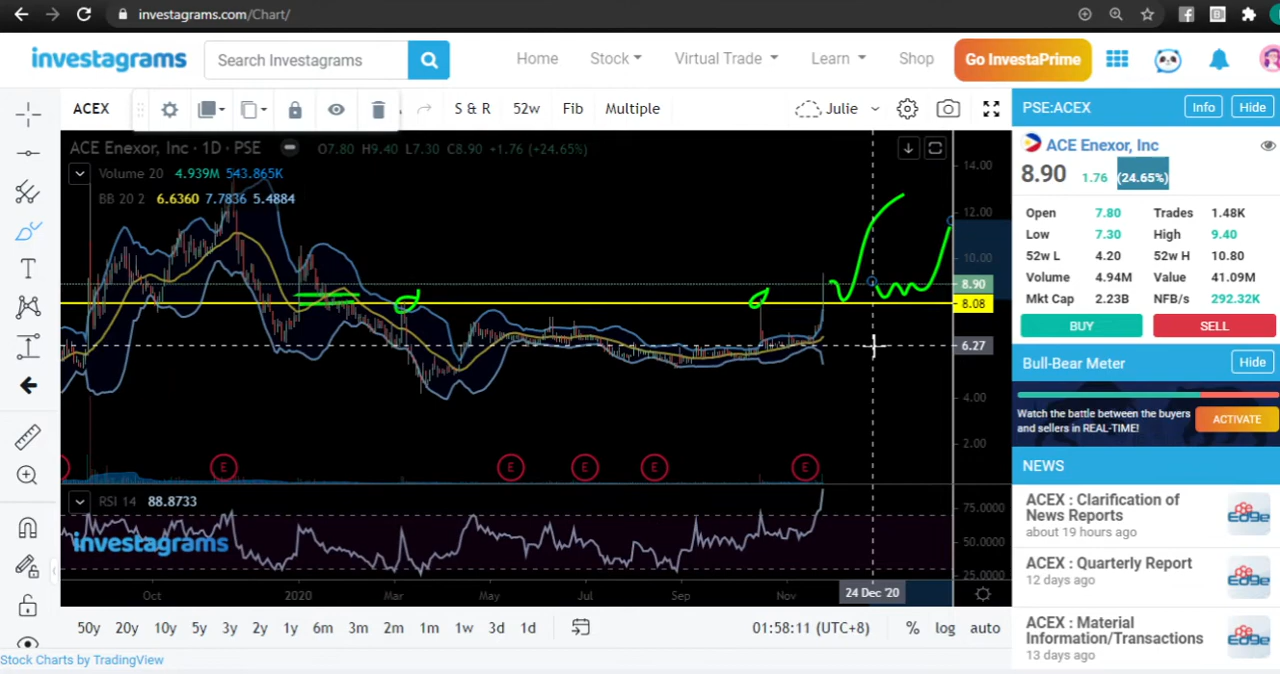 investagrams.com/Chart/
investagrams
Search Investagrams
Home
Stock
Virtual Trade
Learn
Shop
Go InvestaPrime
ACEX
S & R
52w
Fib
Multiple
Julie
PSE:ACEX
Info
Hide
ACE Enexor, Inc · 1D · PSE
O7.80 H9.40 L7.30 C8.90 +1.76 (+24.65%)
Volume 20 4.939M 543.865K
BB 20 2 6.6360 7.7836 5.4884
14.00
12.00
10.00
8.90
8.08
6.27
4.00
2.00
E
E
E
E
E
RSI 14 88.8733
75.0000
50.0000
25.0000
investagrams
Oct
2020
Mar
May
Jul
Sep
Nov
24 Dec '20
50y
20y
10y
5y
3y
2y
1y
6m
3m
2m
1m
1w
3d
1d
01:58:11 (UTC+8)
%
log
auto
Stock Charts by TradingView
ACE Enexor, Inc
8.90 1.76 (24.65%)
Open 7.80 Trades 1.48K
Low 7.30 High 9.40
52w L 4.20 52w H 10.80
Volume 4.94M Value 41.09M
Mkt Cap 2.23B NFB/s 292.32K
BUY
SELL
Bull-Bear Meter
Hide
Watch the battle between the buyers
and sellers in REAL-TIME!
ACTIVATE
NEWS
ACEX : Clarification of
News Reports
about 19 hours ago
EDGE
ACEX : Quarterly Report
12 days ago
EDGE
ACEX : Material
Information/Transactions
13 days ago
EDGE